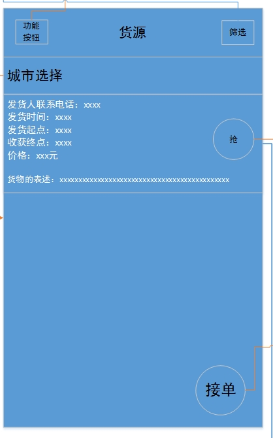 功能
按钮
货源
筛选
城市选择
发货人联系电话：xxxx
发货时间：xxxx
发货起点：xxxx
收获终点：xxxx
价格：xxx元
抢
货物的表述：xxxxxxxxxxxxxxxxxxxxxxxxxxxxxxxxxxxxxxxxxxxx
接单